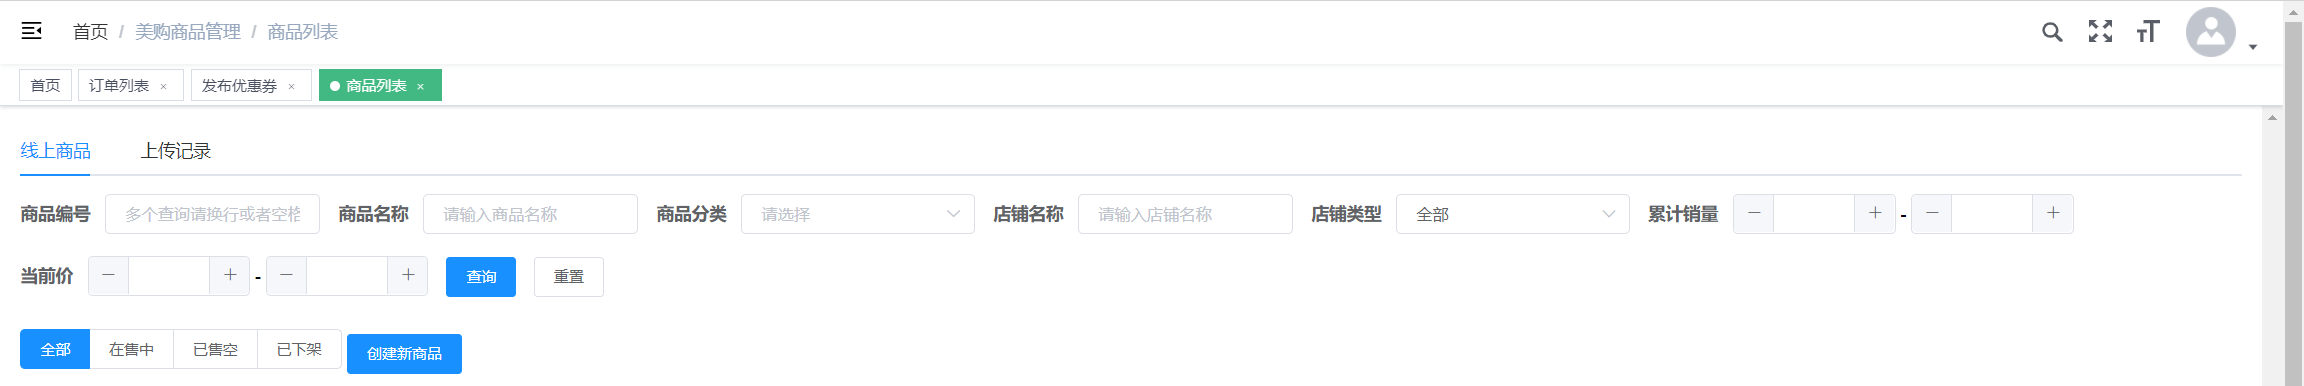 首页 / 美购商品管理 / 商品列表
首页 订单列表 × 发布优惠券 × 商品列表 ×
线上商品 上传记录
商品编号 多个查询请换行或者空格 商品名称 请输入商品名称 商品分类 请选择 店铺名称 请输入店铺名称 店铺类型 全部 累计销量 - + - - +
当前价 - + - - + 查询 重置
全部 在售中 已售空 已下架 创建新商品